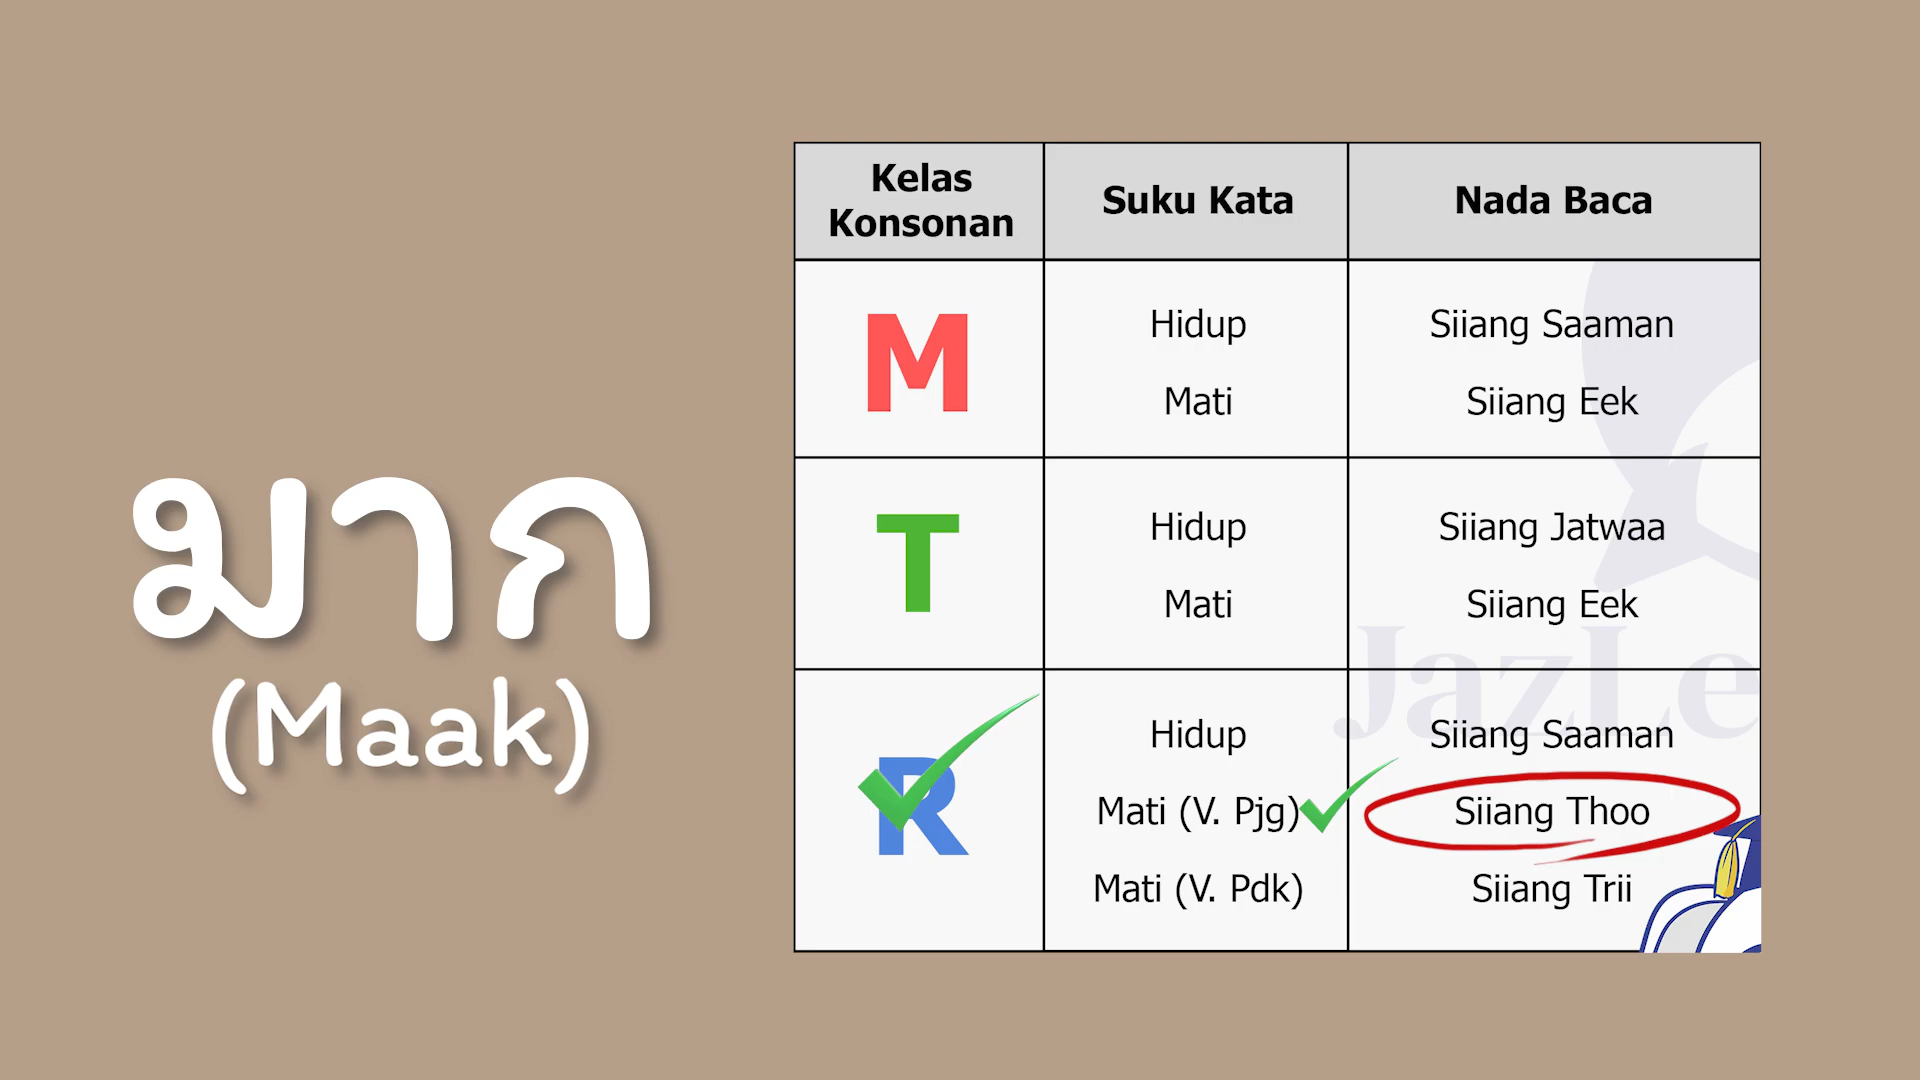 มาก
(Maak)
Kelas Konsonan
Suku Kata
Nada Baca
M
Hidup
Siiang Saaman
Mati
Siiang Eek
T
Hidup
Siiang Jatwaa
Mati
Siiang Eek
R
Hidup
Siiang Saaman
Mati (V. Pjg)
Siiang Thoo
Mati (V. Pdk)
Siiang Trii
JazLe